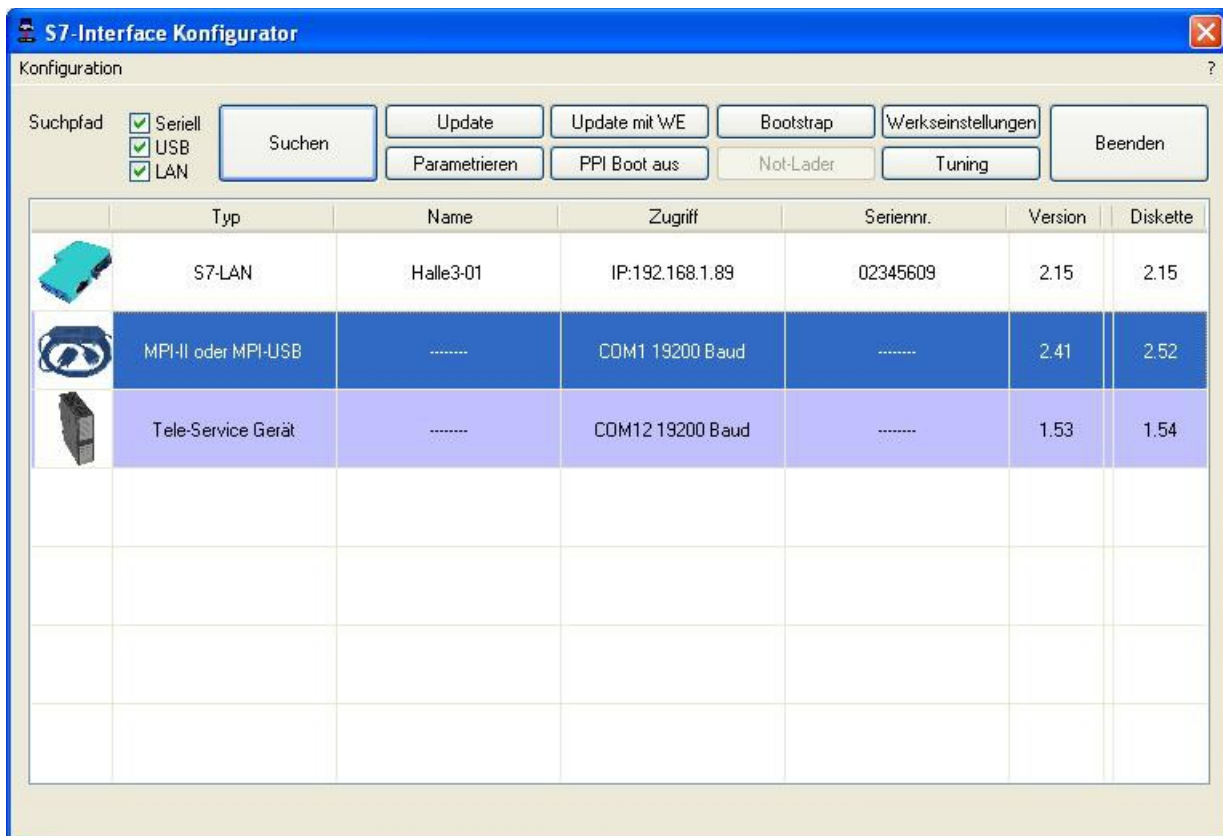 S7-Interface Konfigurator
Konfiguration ?
Suchpfad
Seriell
USB
LAN
Suchen
Update
Update mit WE
Bootstrap
Werkseinstellungen
Parametrieren
PPI Boot aus
Not-Lader
Tuning
Beenden
Typ Name Zugriff Seriennr. Version Diskette
S7-LAN Halle3-01 IP:192.168.1.89 02345609 2.15 2.15
MPI-II oder MPI-USB -------- COM1 19200 Baud -------- 2.41 2.52
Tele-Service Gerät -------- COM12 19200 Baud -------- 1.53 1.54